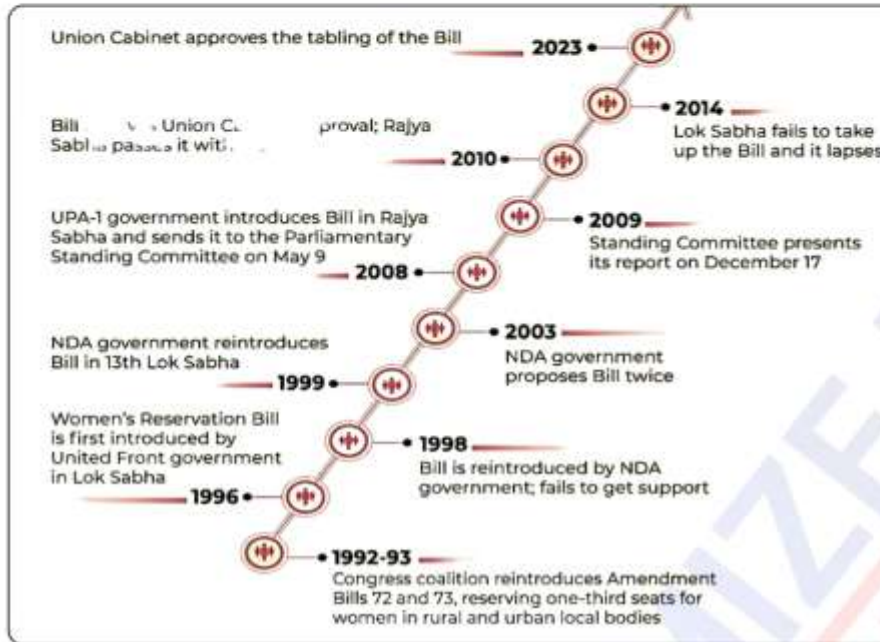 Union Cabinet approves the tabling of the Bill
2023
2014
Lok Sabha fails to take
up the Bill and it lapses
Bill Union Rajya
passes it
2010
UPA-1 government introduces Bill in Rajya
Sabha and sends it to the Parliamentary
Standing Committee on May 9
2008
2009
Standing Committee presents
its report on December 17
2003
NDA government
proposes Bill twice
NDA government reintroduces
Bill in 13th Lok Sabha
1999
Women's Reservation Bill
is first introduced by
United Front government
in Lok Sabha
1996
1998
Bill is reintroduced by NDA
government; fails to get support
1992-93
Congress coalition reintroduces Amendment
Bills 72 and 73, reserving one-third seats for
women in rural and urban local bodies